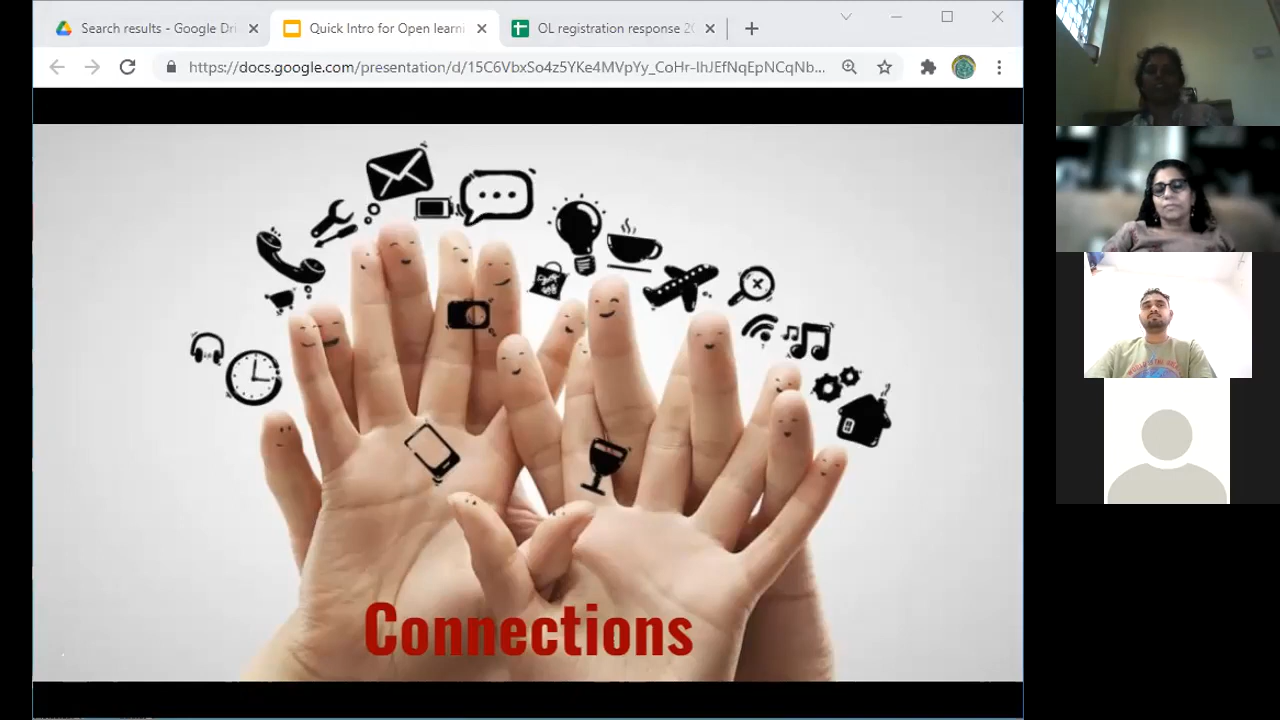 Search results - Google Dri
Quick Intro for Open learni
OL registration response 20
https://docs.google.com/presentation/d/15C6VbxSo4z5YKe4MVpYy_CoHr-IhJEfNqEpNCqNb...
Connections